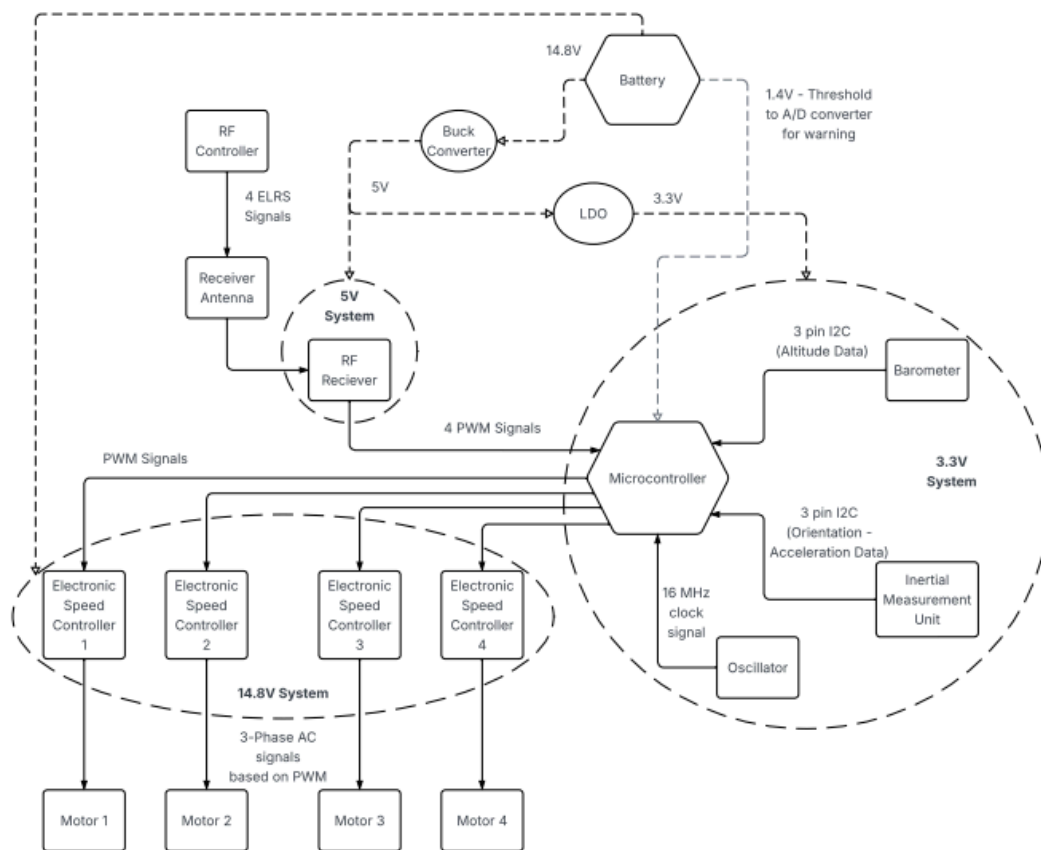 14.8V
Battery
1.4V - Threshold
to A/D converter
for warning
RF
Controller
Buck
Converter
4 ELRS
Signals
5V
LDO
3.3V
Receiver
Antenna
5V
System
RF
Reciever
3 pin I2C
(Altitude Data)
Barometer
4 PWM Signals
PWM Signals
Microcontroller
3.3V
System
3 pin I2C
(Orientation -
Acceleration Data)
Electronic
Speed
Controller
1
Electronic
Speed
Controller
2
Electronic
Speed
Controller
3
Electronic
Speed
Controller
4
16 MHz
clock
signal
Inertial
Measurement
Unit
Oscillator
14.8V System
3-Phase AC
signals
based on PWM
Motor 1
Motor 2
Motor 3
Motor 4